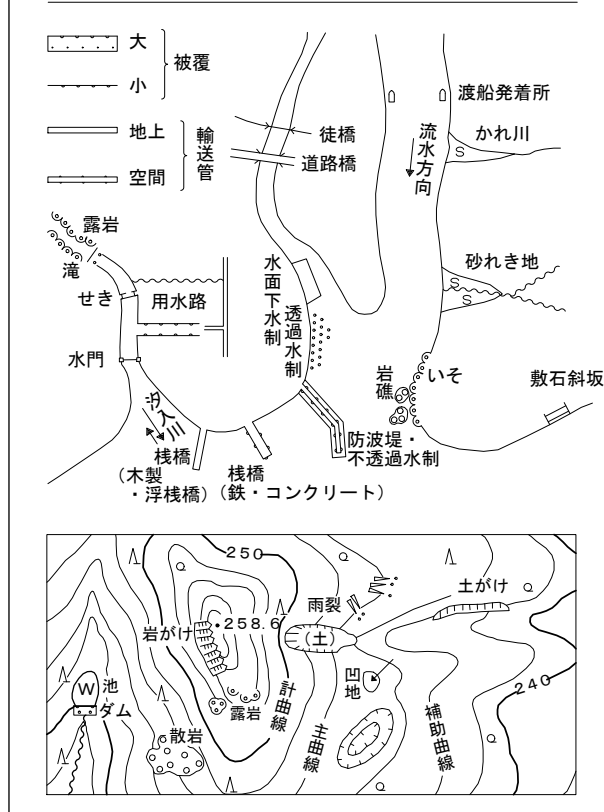 大
小
被覆
地上
空間
輸送管
渡船発着所
徒橋
流水方向
かれ川
S
道路橋
露岩
滝
せき
用水路
水面下水制
透過水制
砂れき地
S
S
水門
岩礁
いそ
敷石斜坂
汐入川
防波堤・
不透過水制
桟橋
(木製
・浮桟橋)
桟橋
(鉄・コンクリート)
250
雨裂
土がけ
岩がけ
・258.6
(土)
凹地
240
W
池
ダム
露岩
計曲線
主曲線
補助曲線
散岩